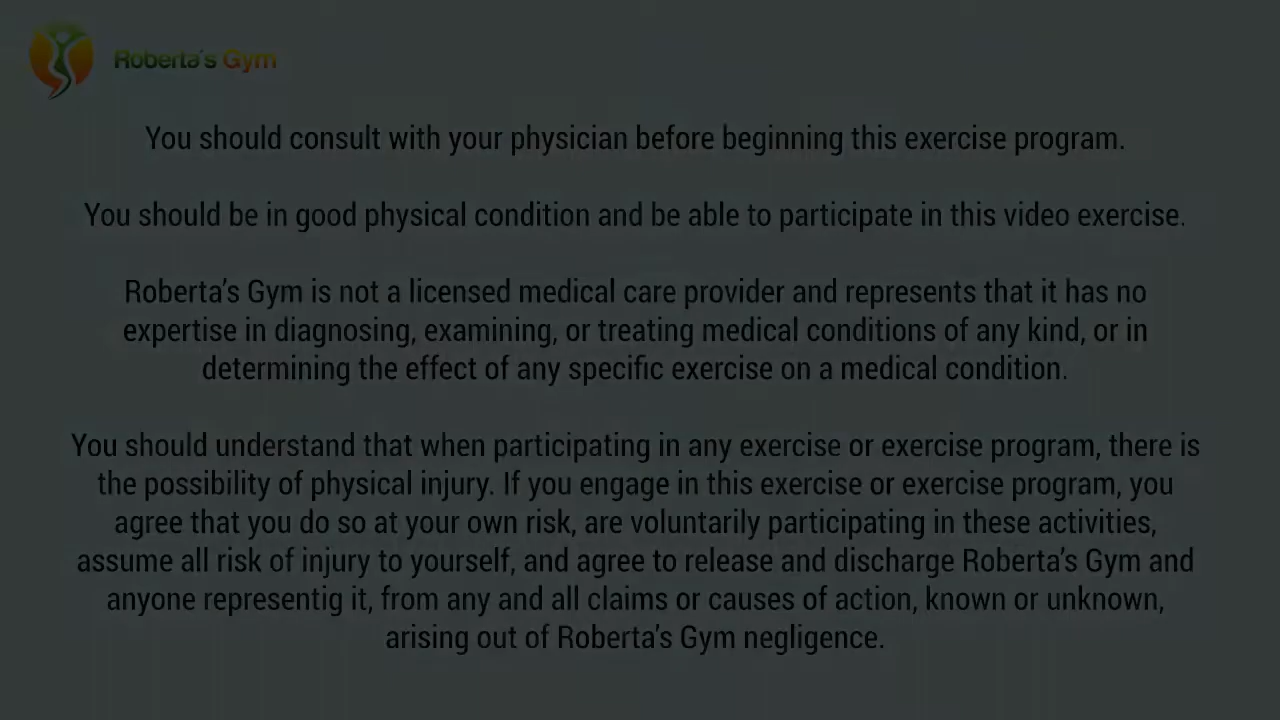 Roberta's Gym
You should consult with your physician before beginning this exercise program.
You should be in good physical condition and be able to participate in this video exercise.
Roberta's Gym is not a licensed medical care provider and represents that it has no
expertise in diagnosing, examining, or treating medical conditions of any kind, or in
determining the effect of any specific exercise on a medical condition.
You should understand that when participating in any exercise or exercise program, there is
the possibility of physical injury. If you engage in this exercise or exercise program, you
agree that you do so at your own risk, are voluntarily participating in these activities,
assume all risk of injury to yourself, and agree to release and discharge Roberta's Gym and
anyone representig it, from any and all claims or causes of action, known or unknown,
arising out of Roberta's Gym negligence.